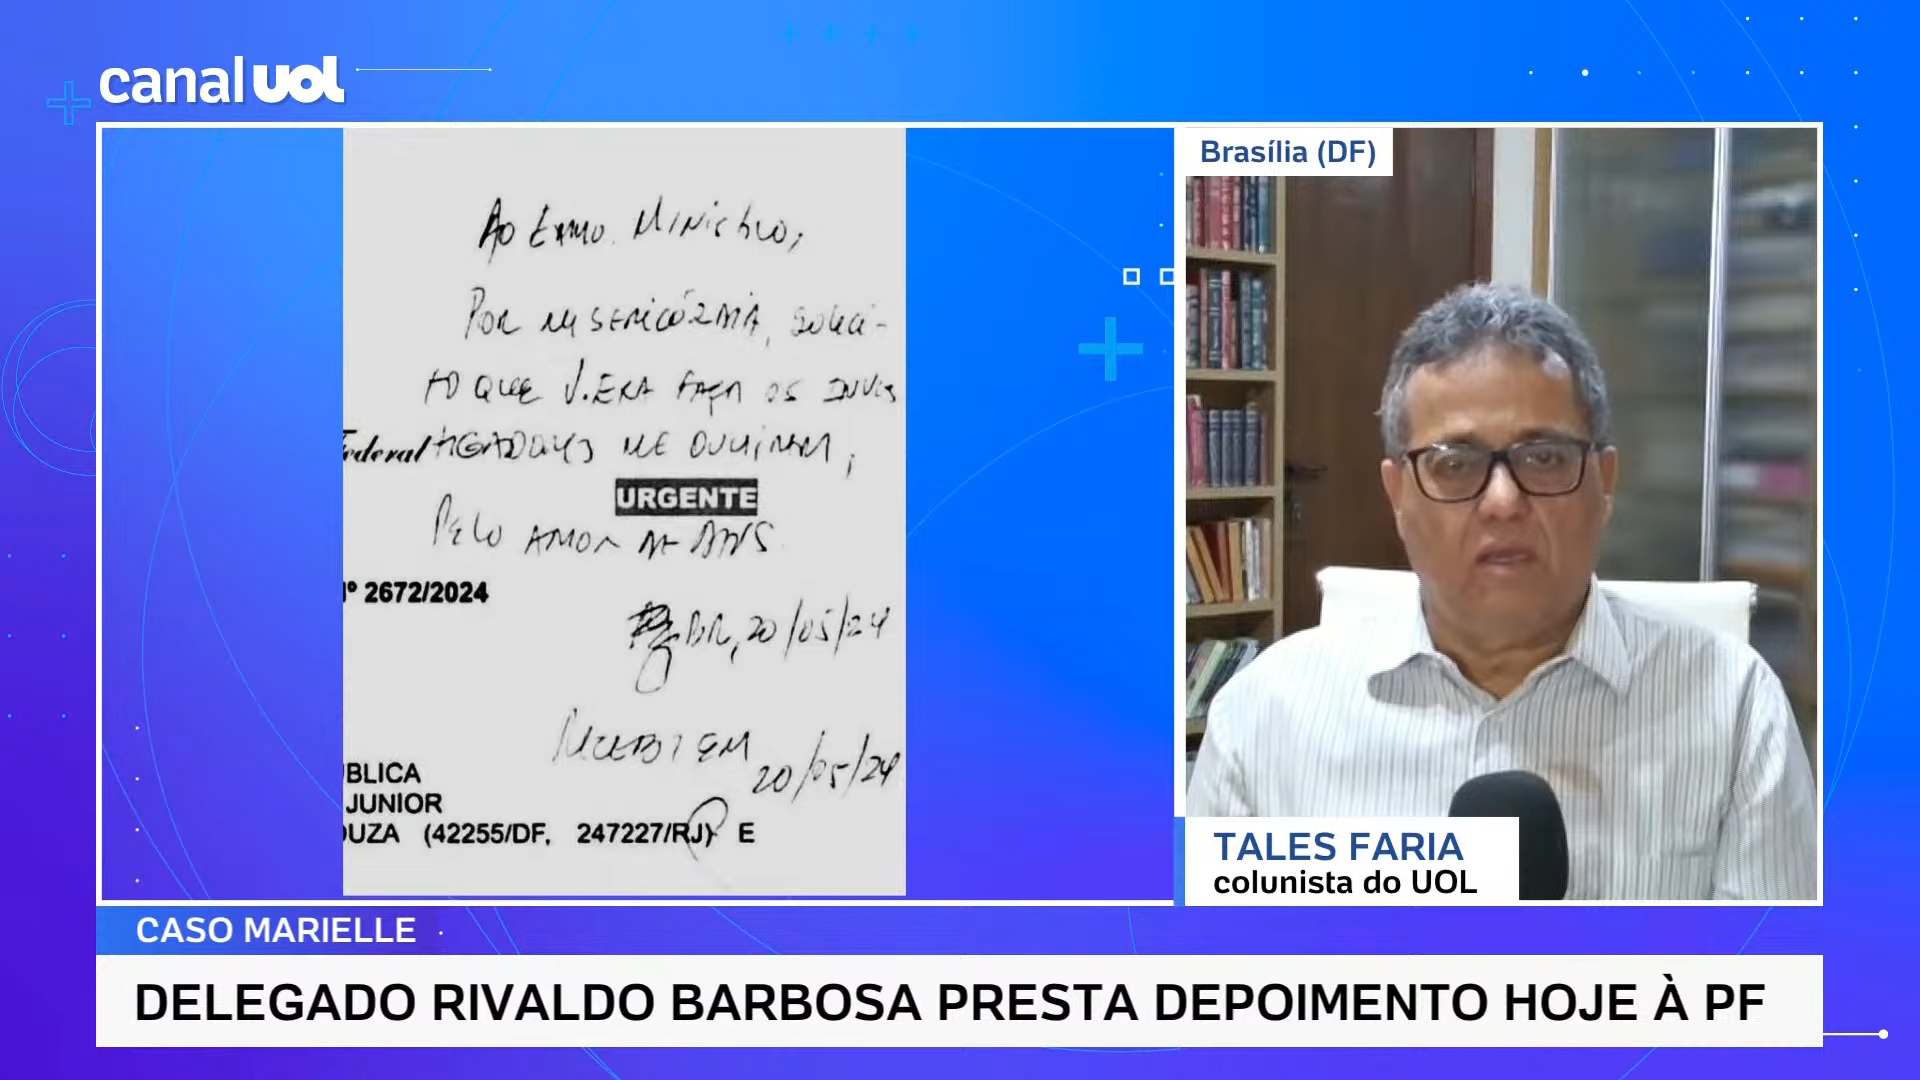 canal UOL
Brasília (DF)
Ao Exmo. Ministro,
Por misericórdia, solici-
to que V.Exa faça os inves
Federal tigadores me ouvirem,
URGENTE
Pelo amor de Deus.
Nº 2672/2024
BR, 20/05/24
Recebi em
20/05/24
BLICA
JUNIOR
OUZA (42255/DF, 247227/RJ) E
TALES FARIA
colunista do UOL
CASO MARIELLE
DELEGADO RIVALDO BARBOSA PRESTA DEPOIMENTO HOJE À PF